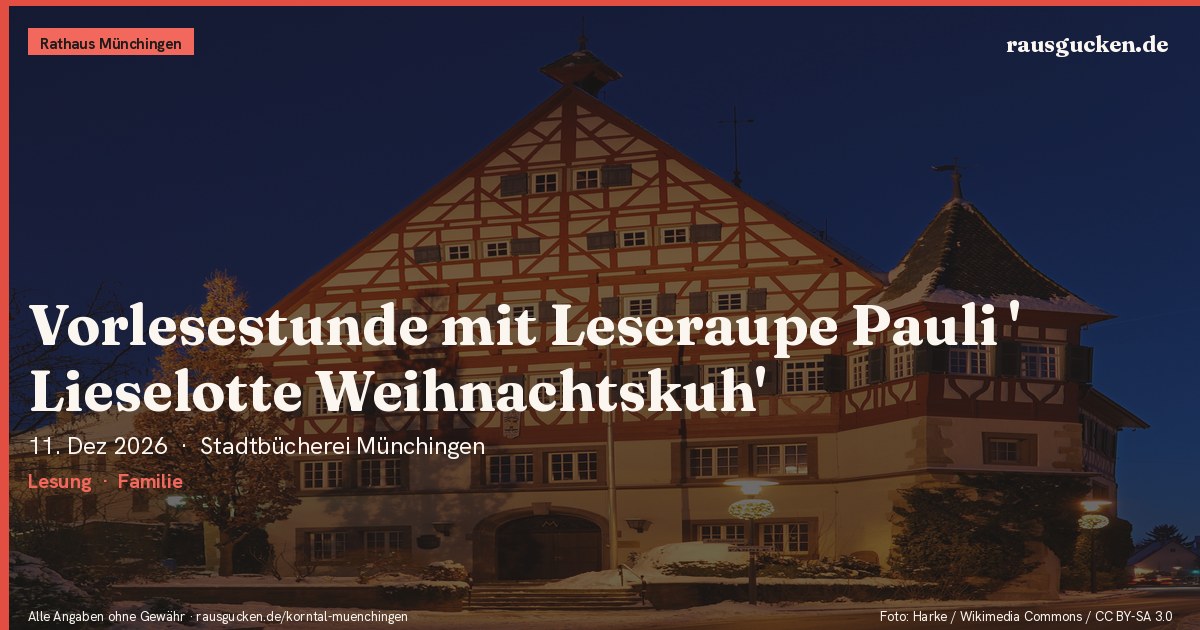 Rathaus Münchingen
rausgucken.de
Vorlesestunde mit Leseraupe Pauli '
Lieselotte Weihnachtskuh'
11. Dez 2026 · Stadtbücherei Münchingen
Lesung · Familie
Alle Angaben ohne Gewähr · rausgucken.de/korntal-muenchingen
Foto: Harke / Wikimedia Commons / CC BY-SA 3.0